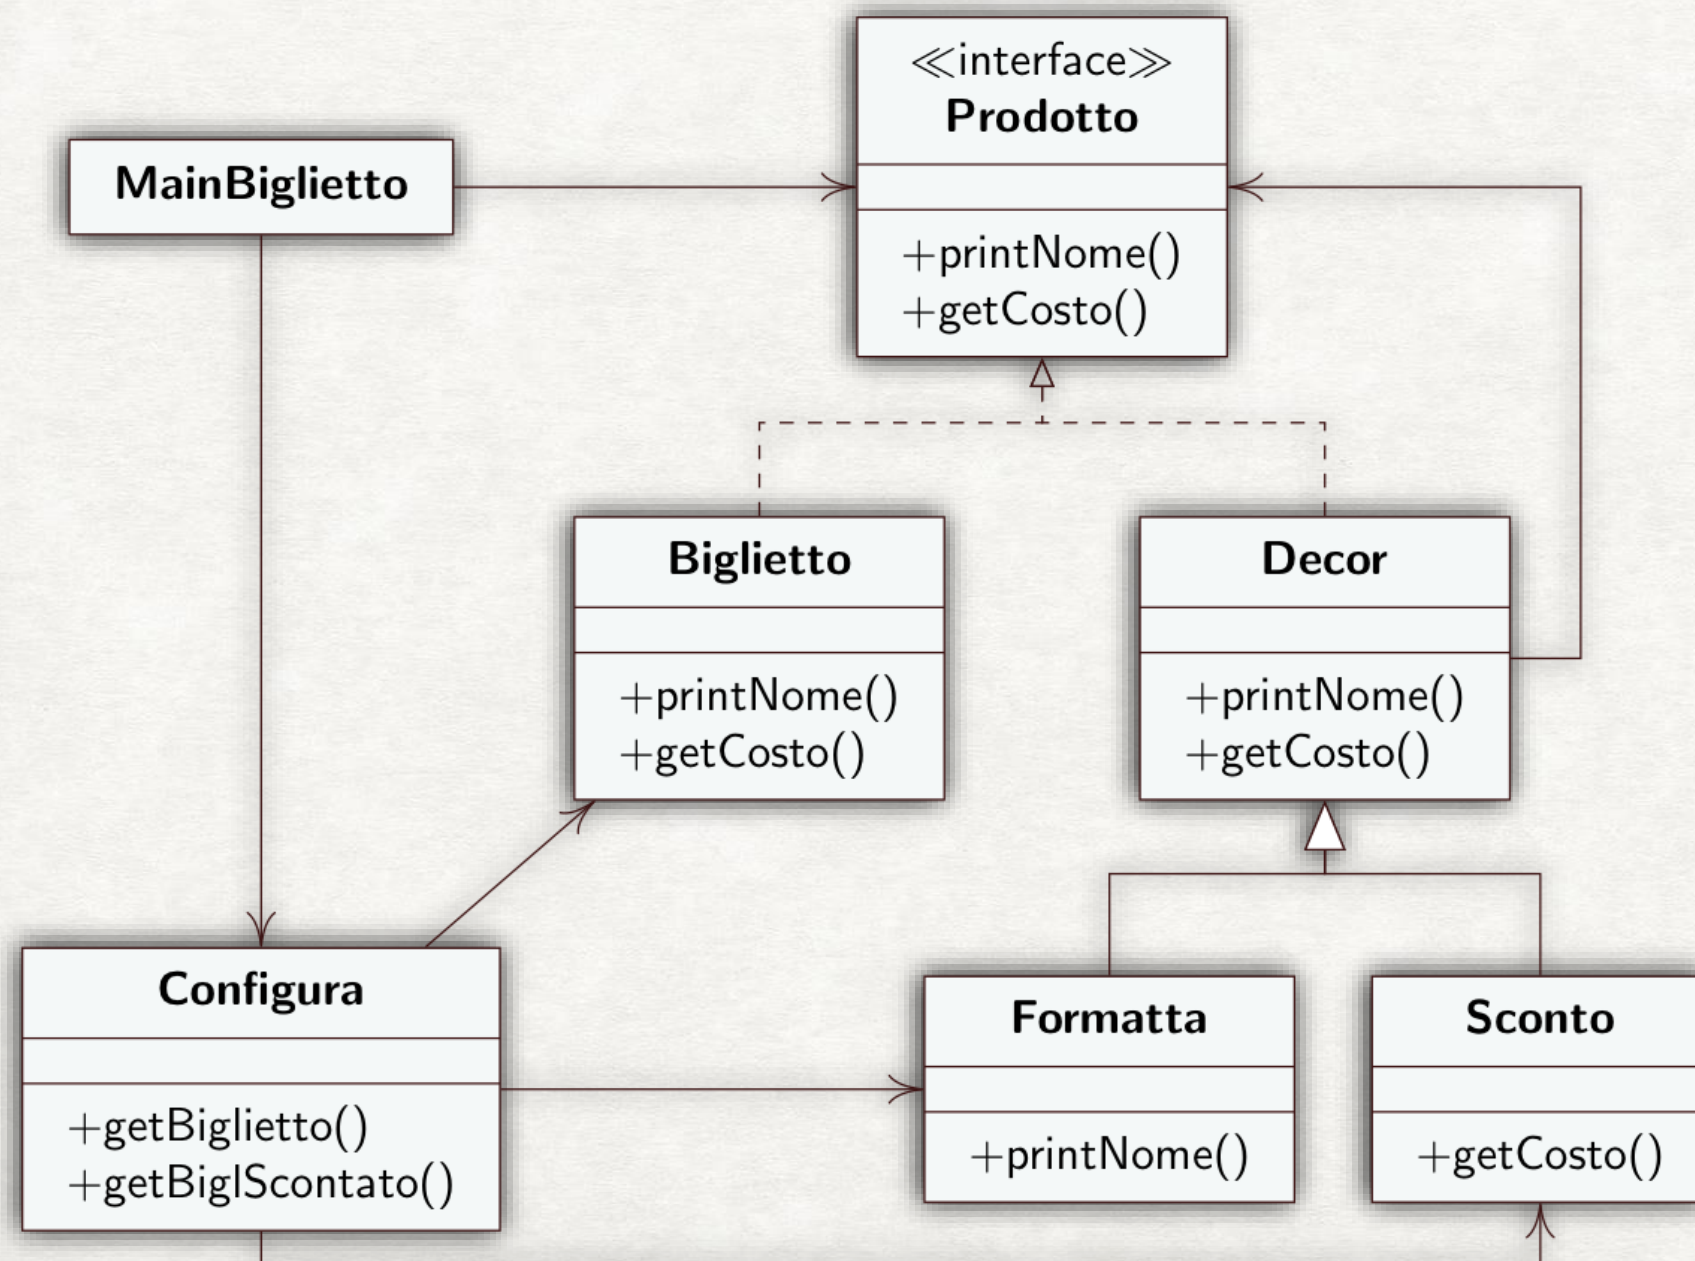 ≪interface≫
Prodotto
+printNome()
+getCosto()
MainBiglietto
Biglietto
+printNome()
+getCosto()
Decor
+printNome()
+getCosto()
Configura
+getBiglietto()
+getBiglScontato()
Formatta
+printNome()
Sconto
+getCosto()